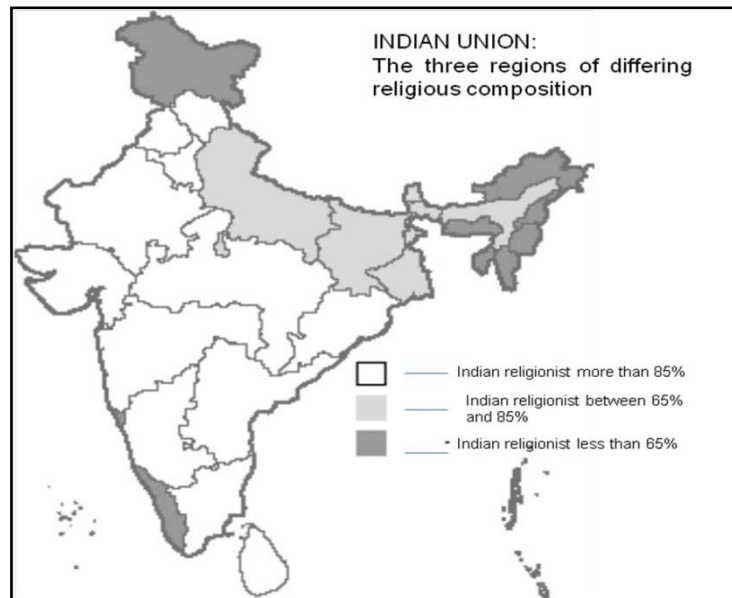 INDIAN UNION:
The three regions of differing
religious composition
Indian religionist more than 85%
Indian religionist between 65%
and 85%
Indian religionist less than 65%